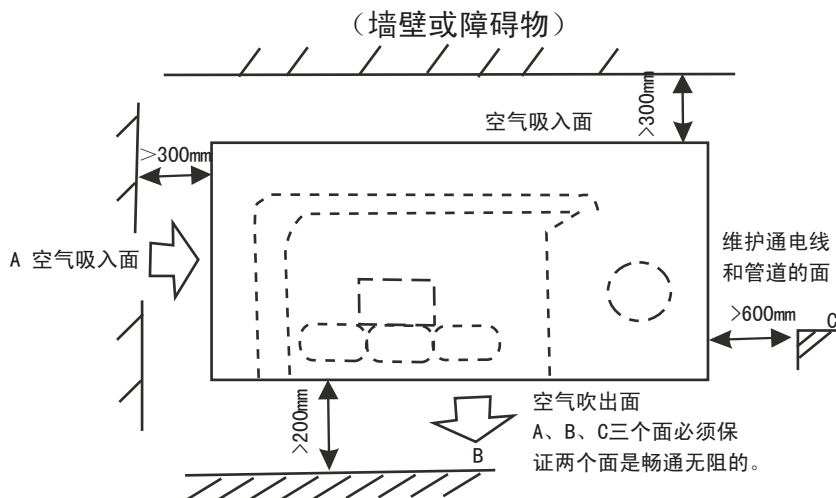 (墙壁或障碍物)
空气吸入面
>300mm
>300mm
A 空气吸入面
维护通电线
和管道的面
>600mm
C
>200mm
空气吹出面
A、B、C三个面必须保
证两个面是畅通无阻的。
B